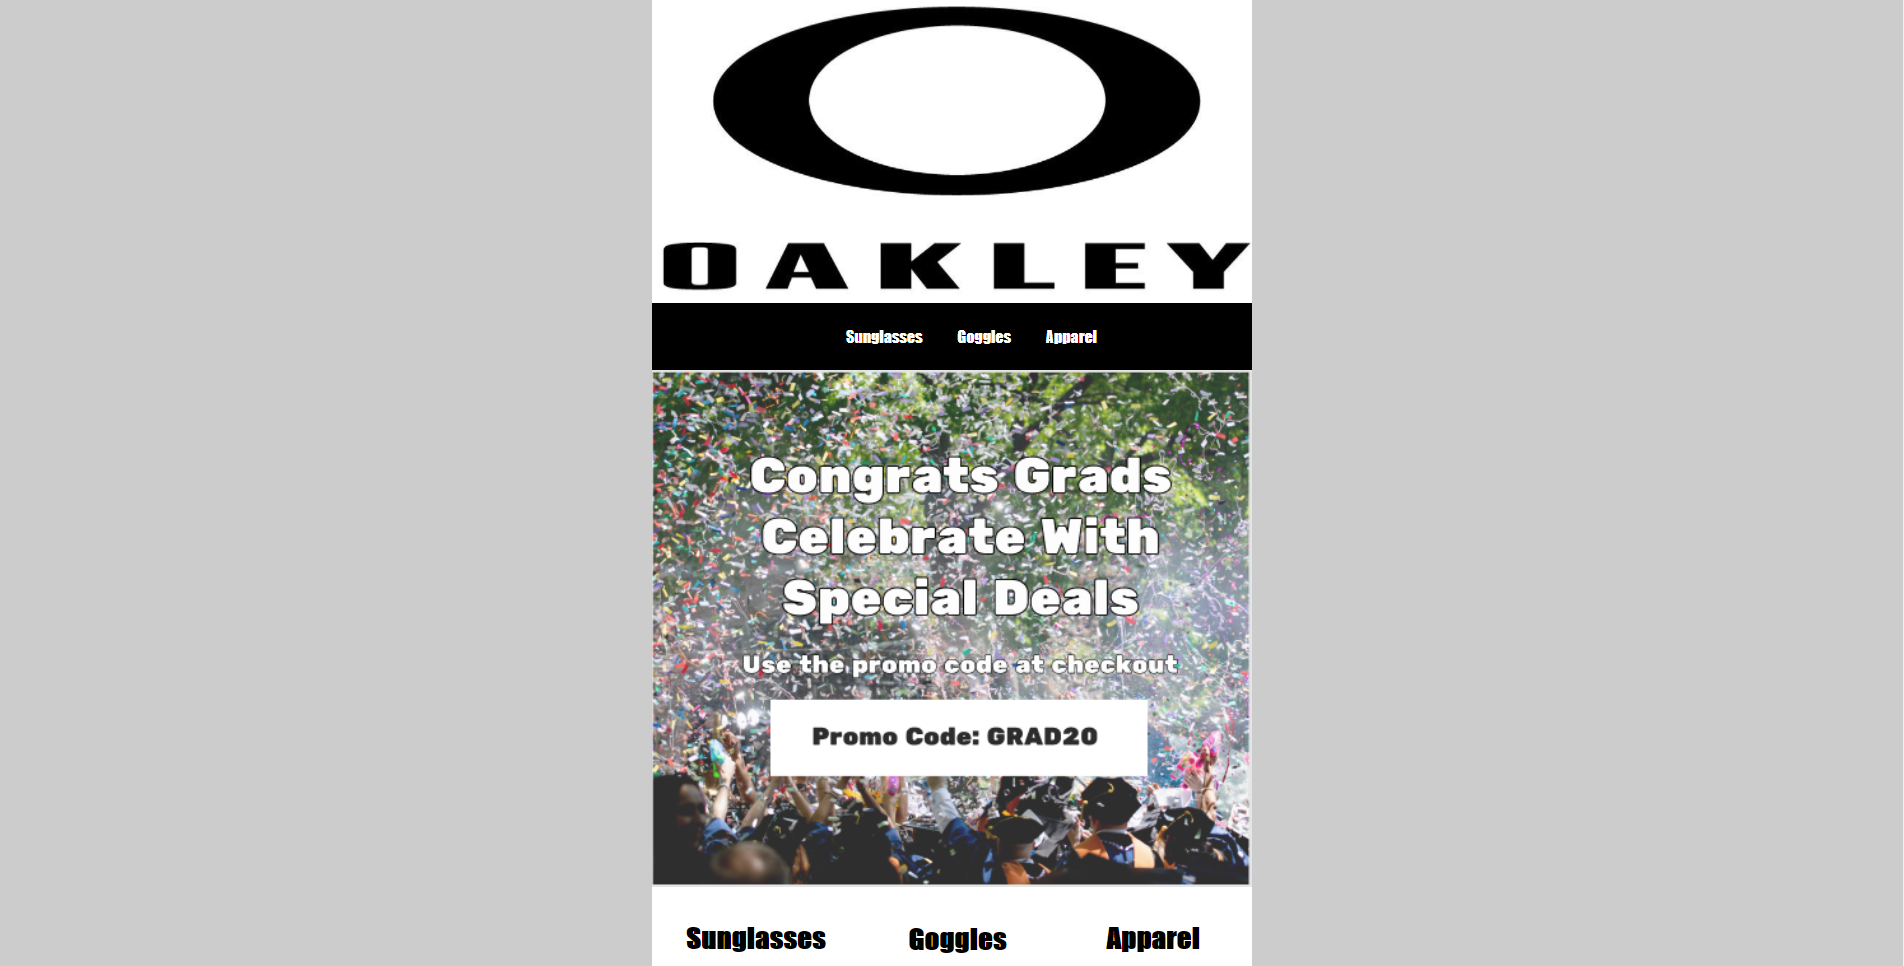 OAKLEY
Sunglasses Goggles Apparel
Congrats Grads
Celebrate With
Special Deals
Use the promo code at checkout
Promo Code: GRAD20
Sunglasses Goggles Apparel